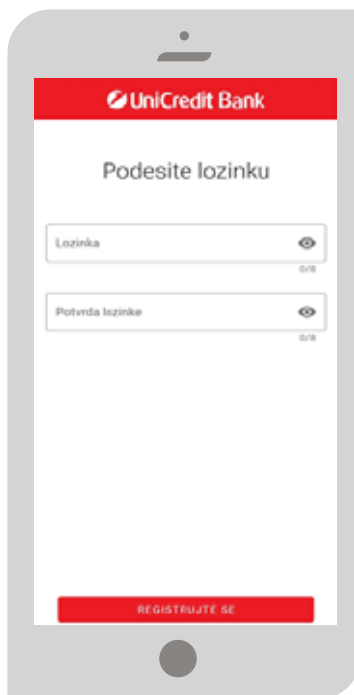 UniCredit Bank
Podesite lozinku
Lozinka
0/8
Potvrda lozinke
0/8
REGISTRUJTE SE